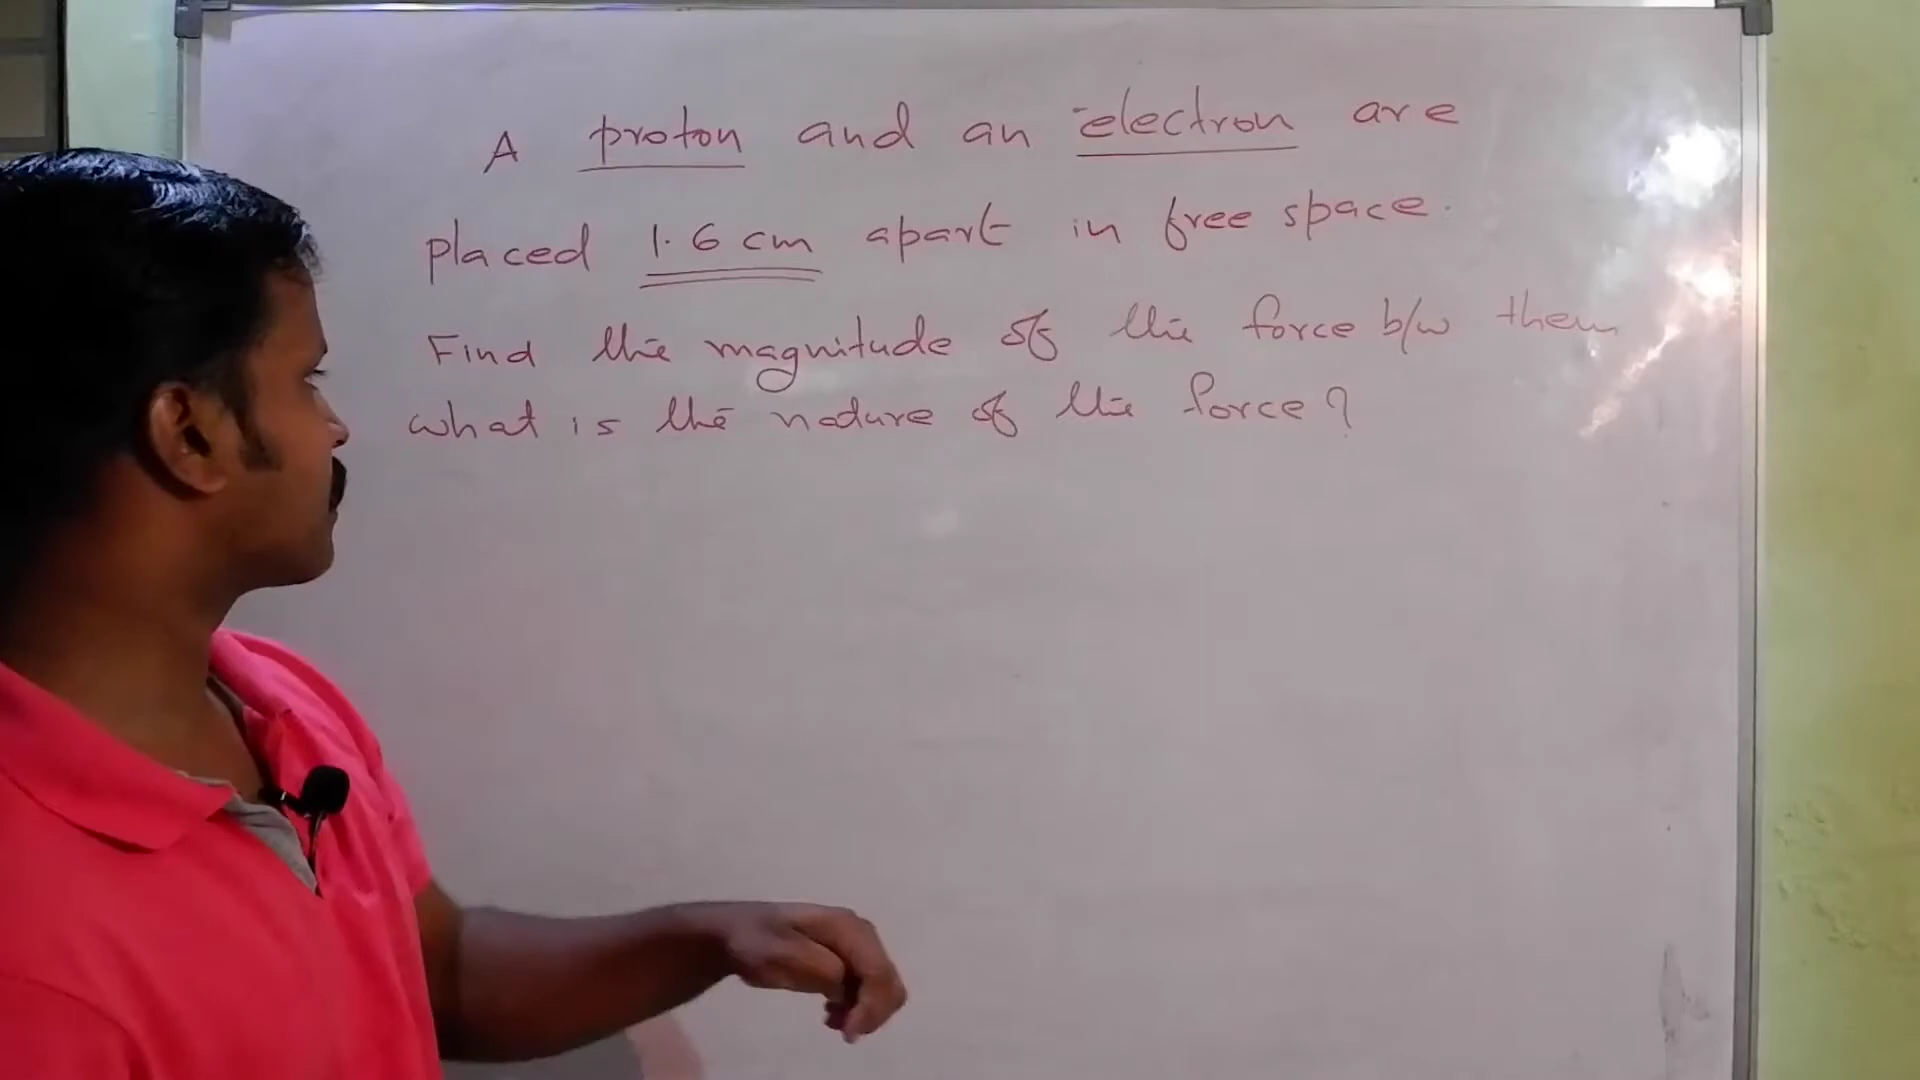 A proton and an electron are
placed 1.6 cm apart in free space.
Find the magnitude of the force b/w them
what is the nature of the force?